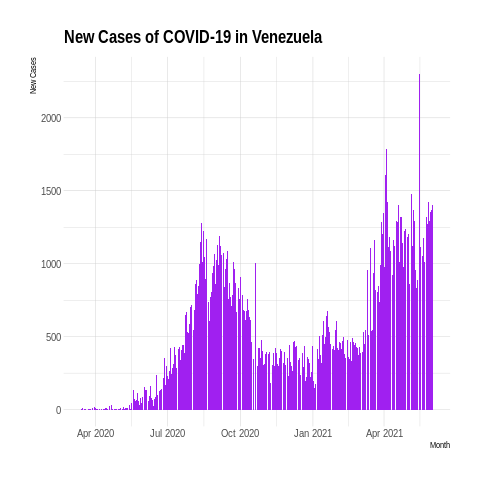 New Cases of COVID-19 in Venezuela
New Cases
2000
1500
1000
500
0
Apr 2020 Jul 2020 Oct 2020 Jan 2021 Apr 2021
Month